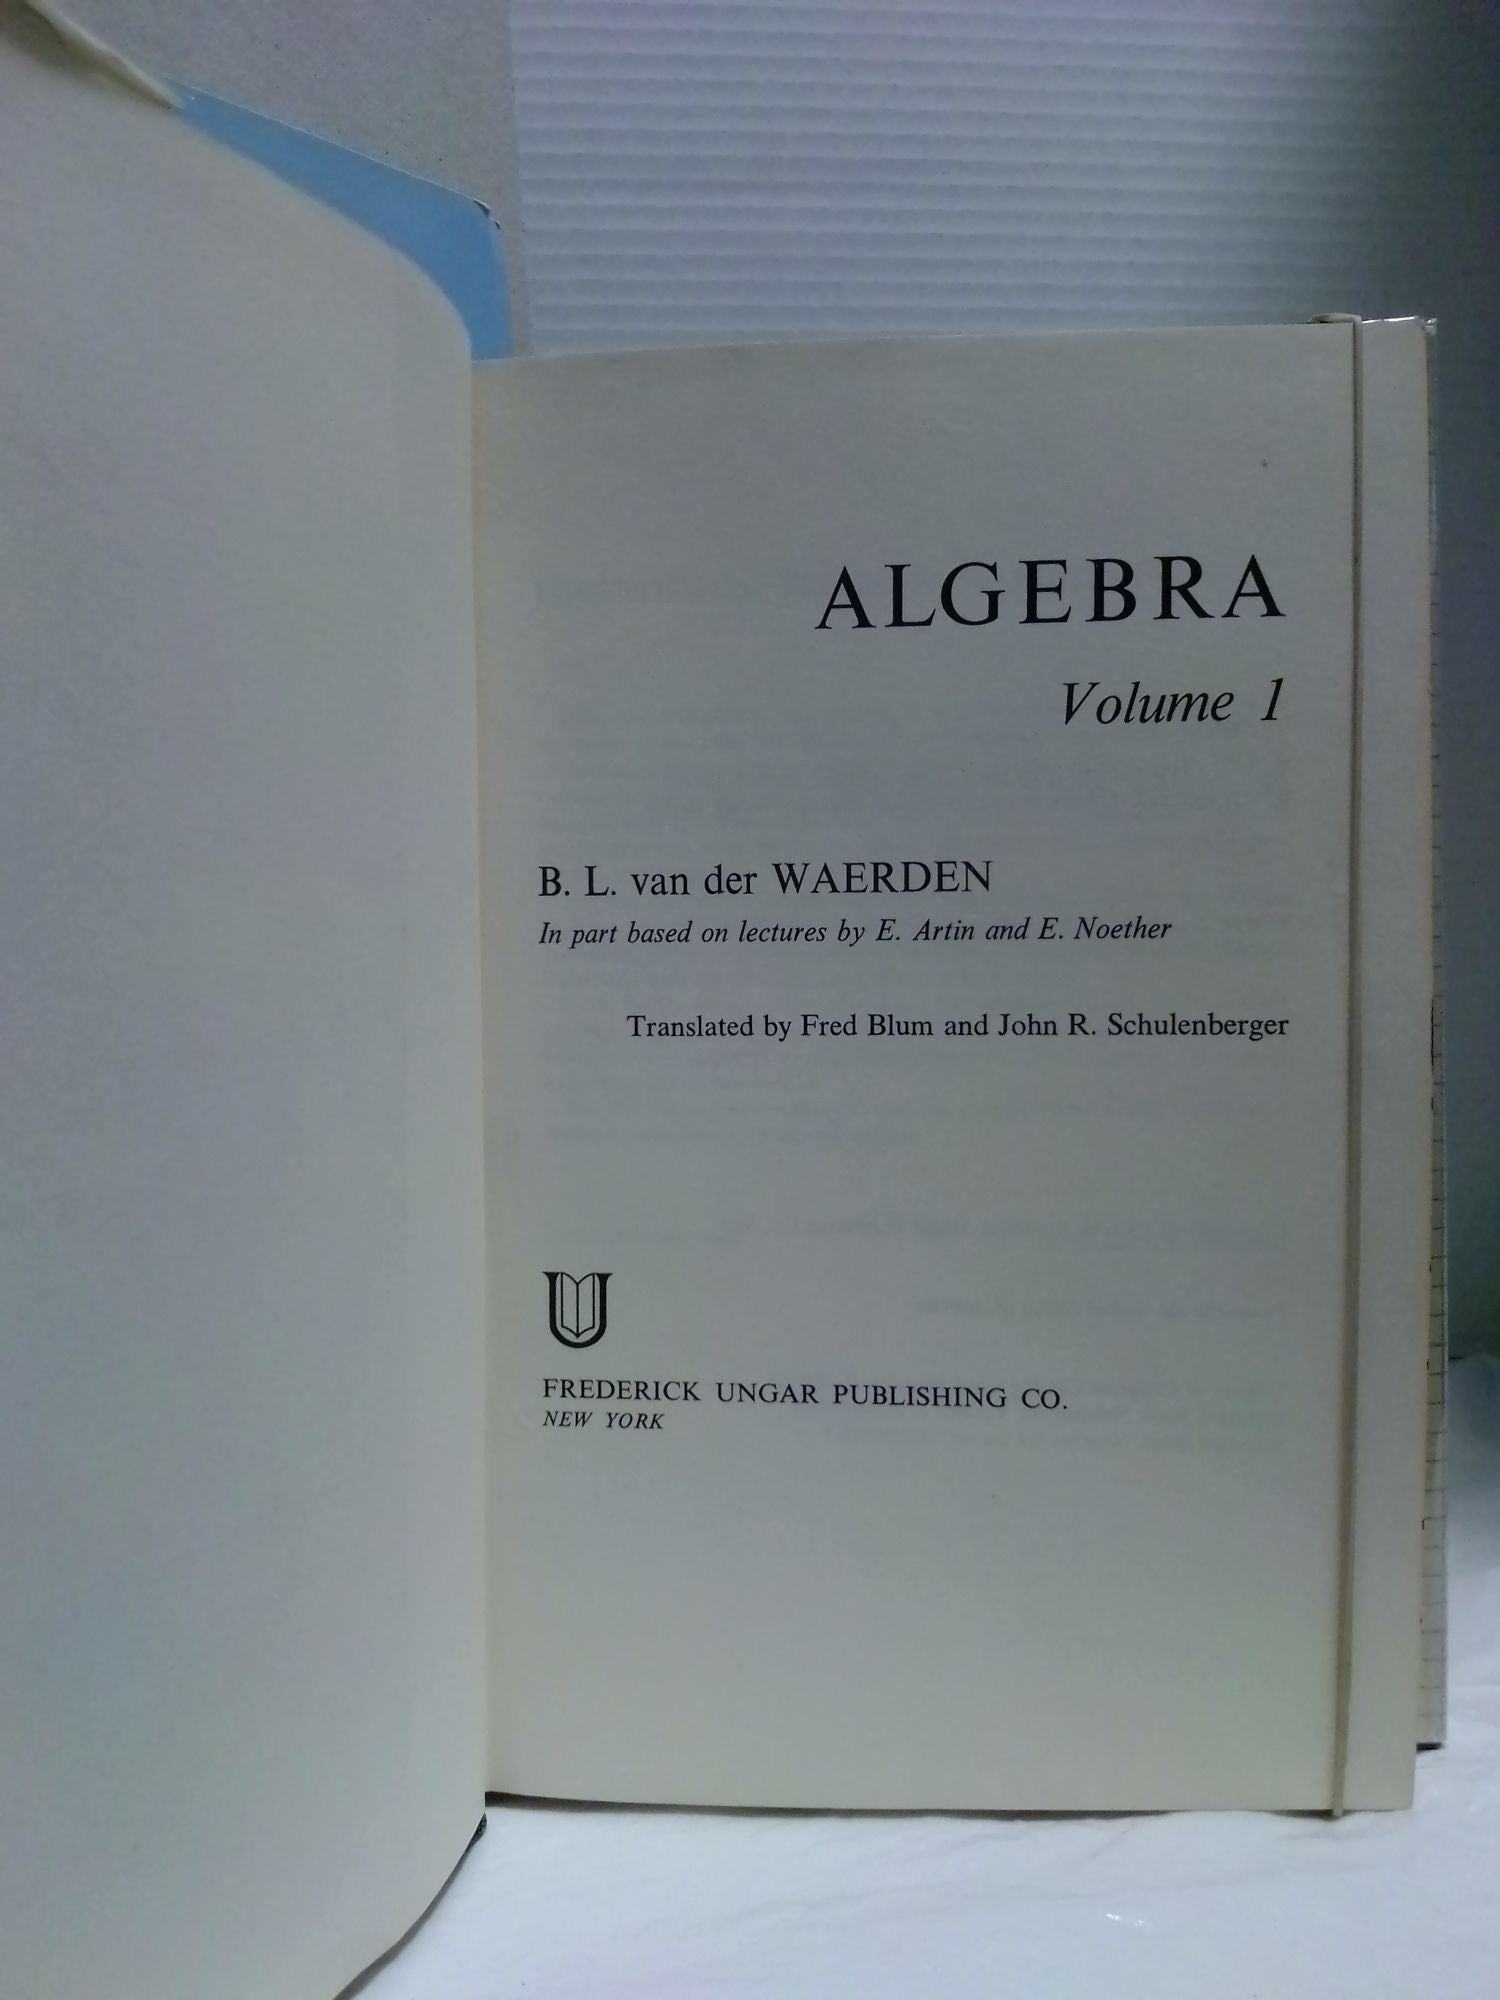 ALGEBRA
Volume 1
B. L. van der WAERDEN
In part based on lectures by E. Artin and E. Noether
Translated by Fred Blum and John R. Schulenberger
FREDERICK UNGAR PUBLISHING CO.
NEW YORK